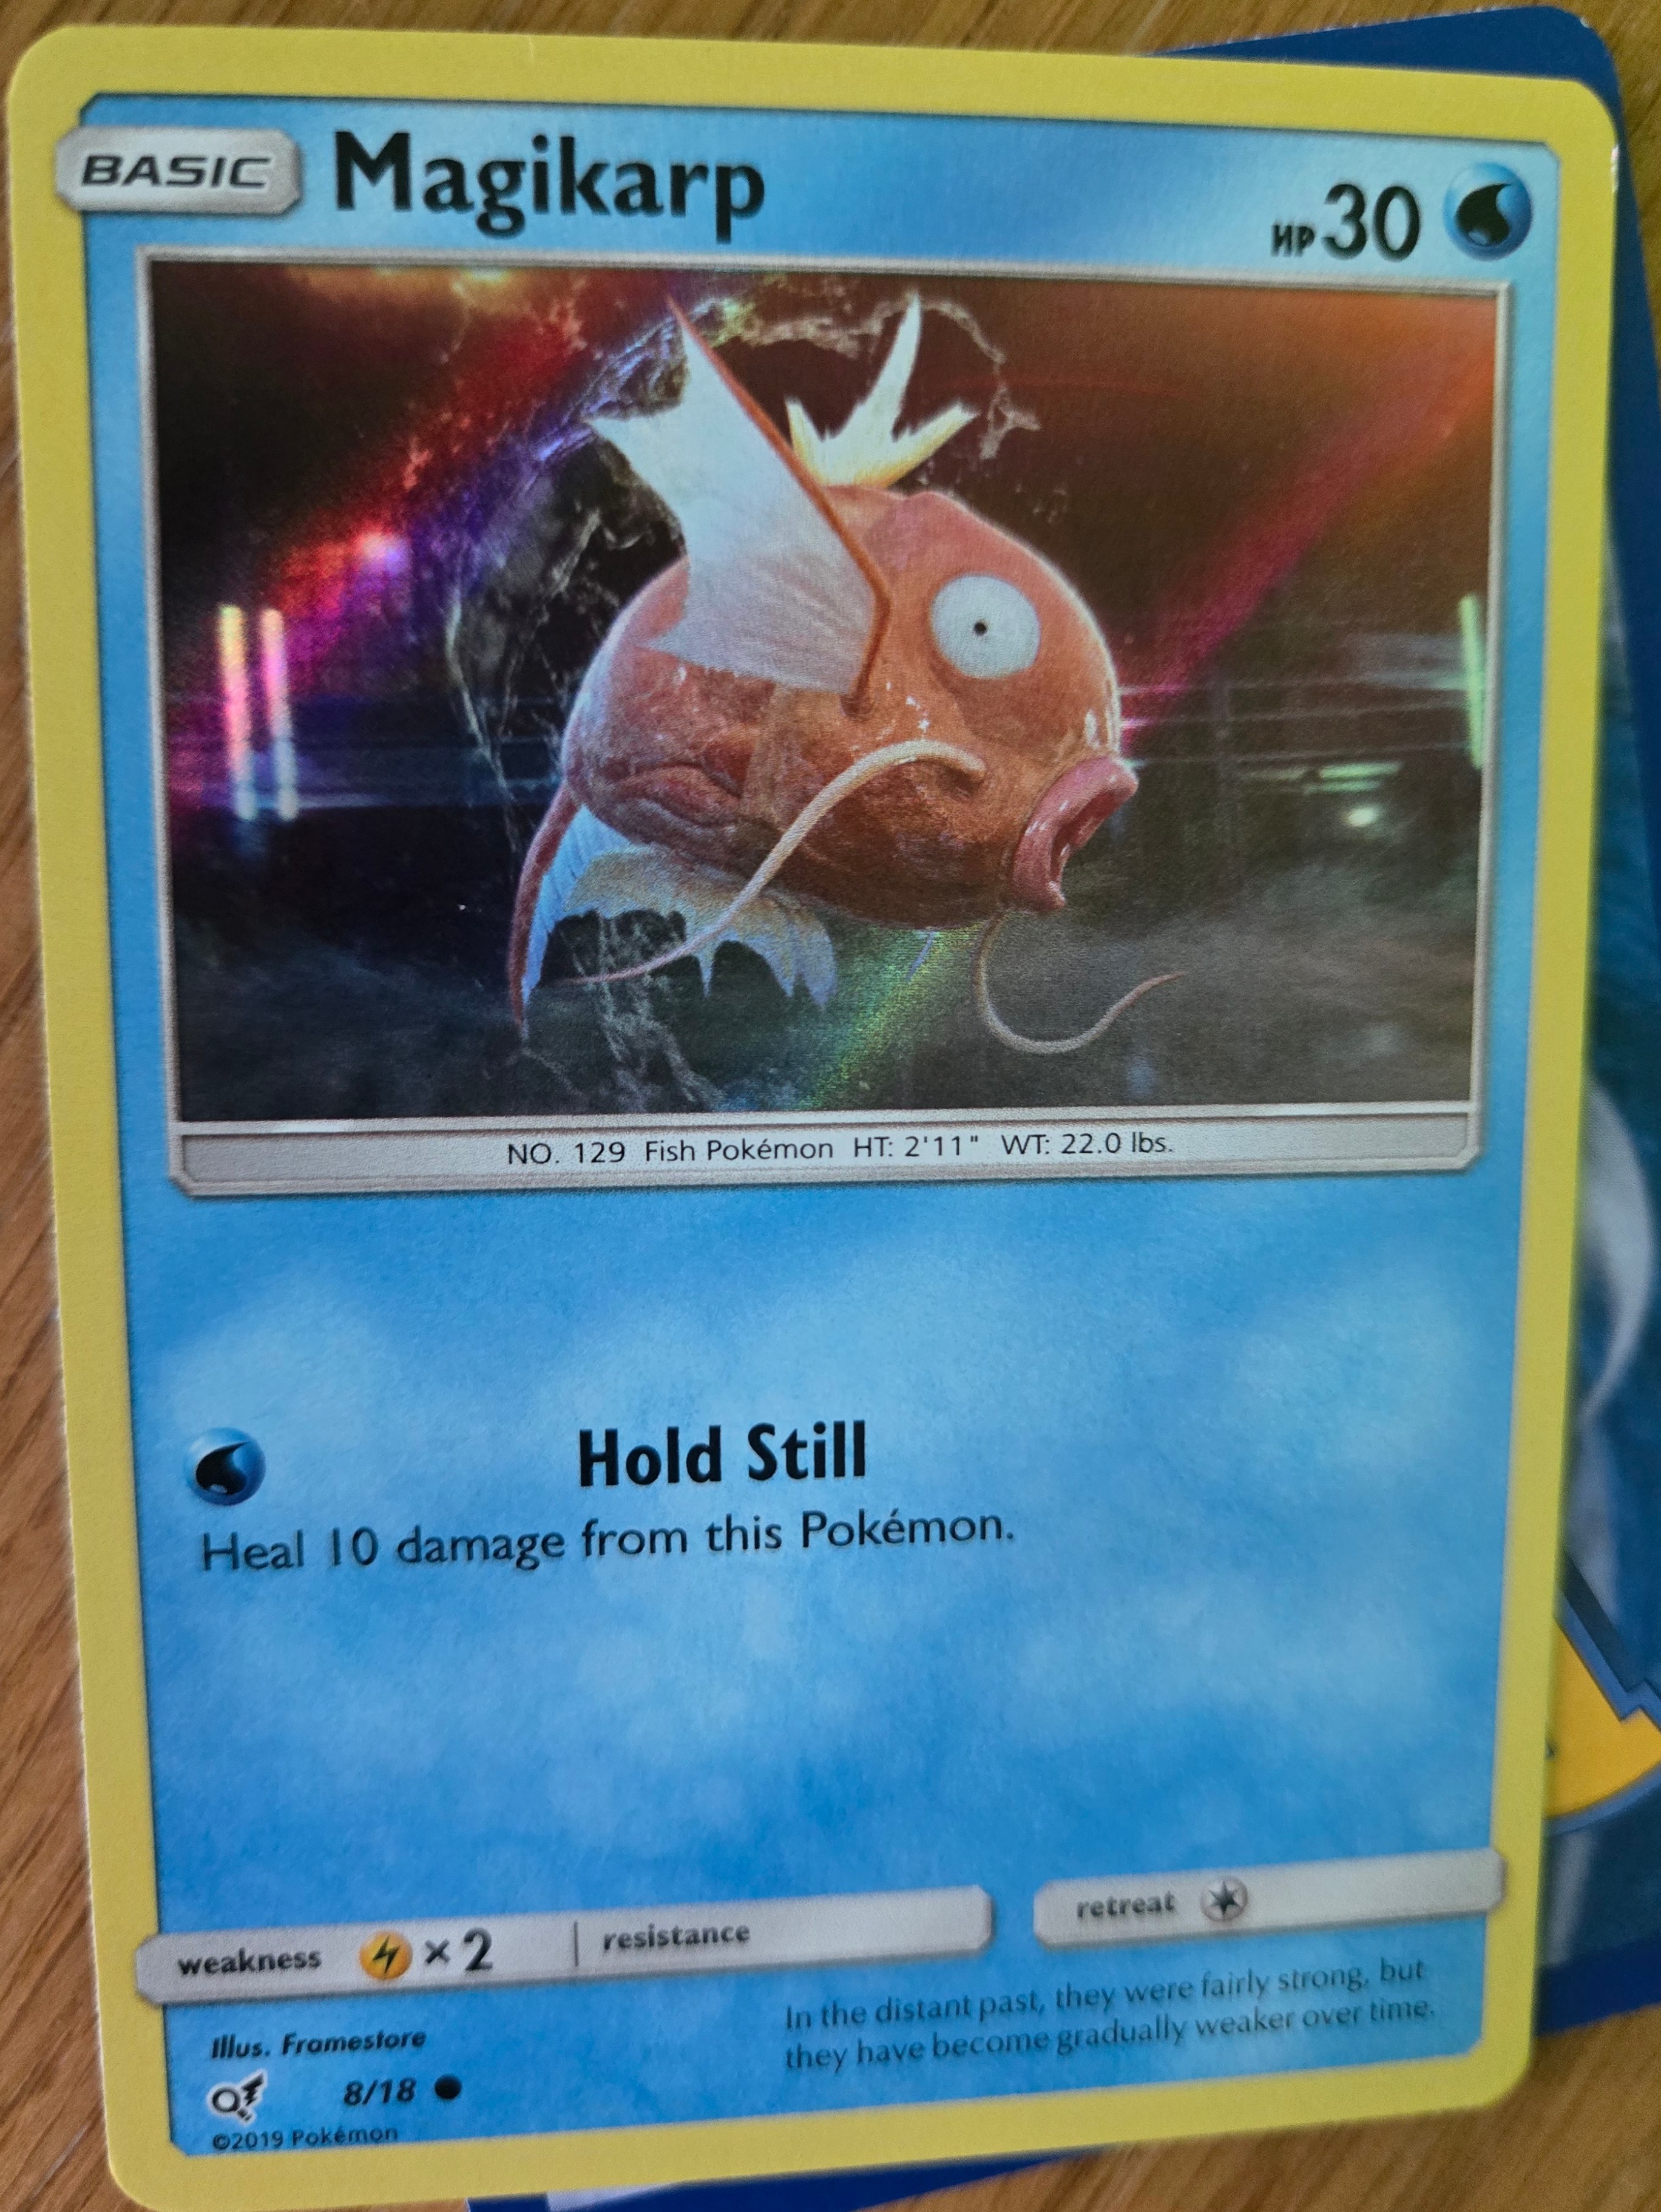 BASIC Magikarp HP 30
NO. 129 Fish Pokémon HT: 2'11" WT: 22.0 lbs.
Hold Still
Heal 10 damage from this Pokémon.
weakness × 2 resistance
retreat
In the distant past, they were fairly strong, but
they have become gradually weaker over time.
Illus. Framestore
8/18
©2019 Pokémon